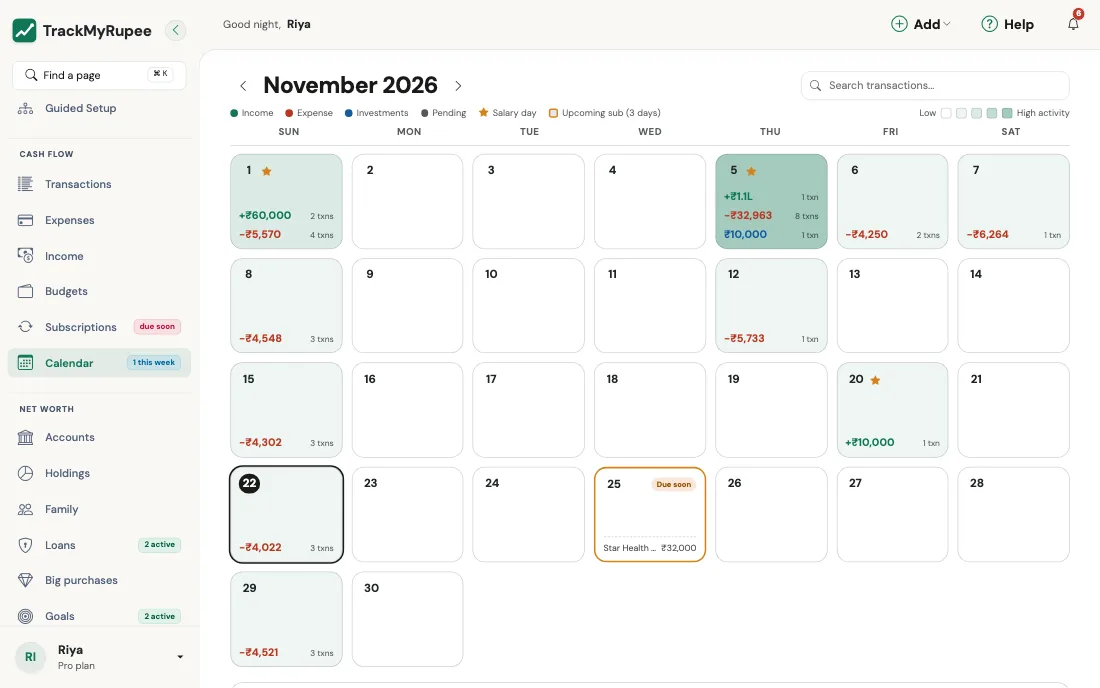 TrackMyRupee
Find a page ⌘ K
Guided Setup
CASH FLOW
Transactions
Expenses
Income
Budgets
Subscriptions due soon
Calendar 1 this week
NET WORTH
Accounts
Holdings
Family
Loans 2 active
Big purchases
Goals 2 active
RI Riya
Pro plan
Good night, Riya
Add
? Help
6
November 2026
Search transactions...
Income Expense Investments Pending Salary day Upcoming sub (3 days)
Low High activity
SUN MON TUE WED THU FRI SAT
1 2 3 4 5 6 7
+₹1.1L 1 txn
+₹60,000 2 txns −₹32,963 8 txns
−₹5,570 4 txns ₹10,000 1 txn −₹4,250 2 txns −₹6,264 1 txn
8 9 10 11 12 13 14
−₹4,548 3 txns −₹5,733 1 txn
15 16 17 18 19 20 21
−₹4,302 3 txns +₹10,000 1 txn
22 23 24 25 Due soon 26 27 28
−₹4,022 3 txns Star Health ... ₹32,000
29 30
−₹4,521 3 txns